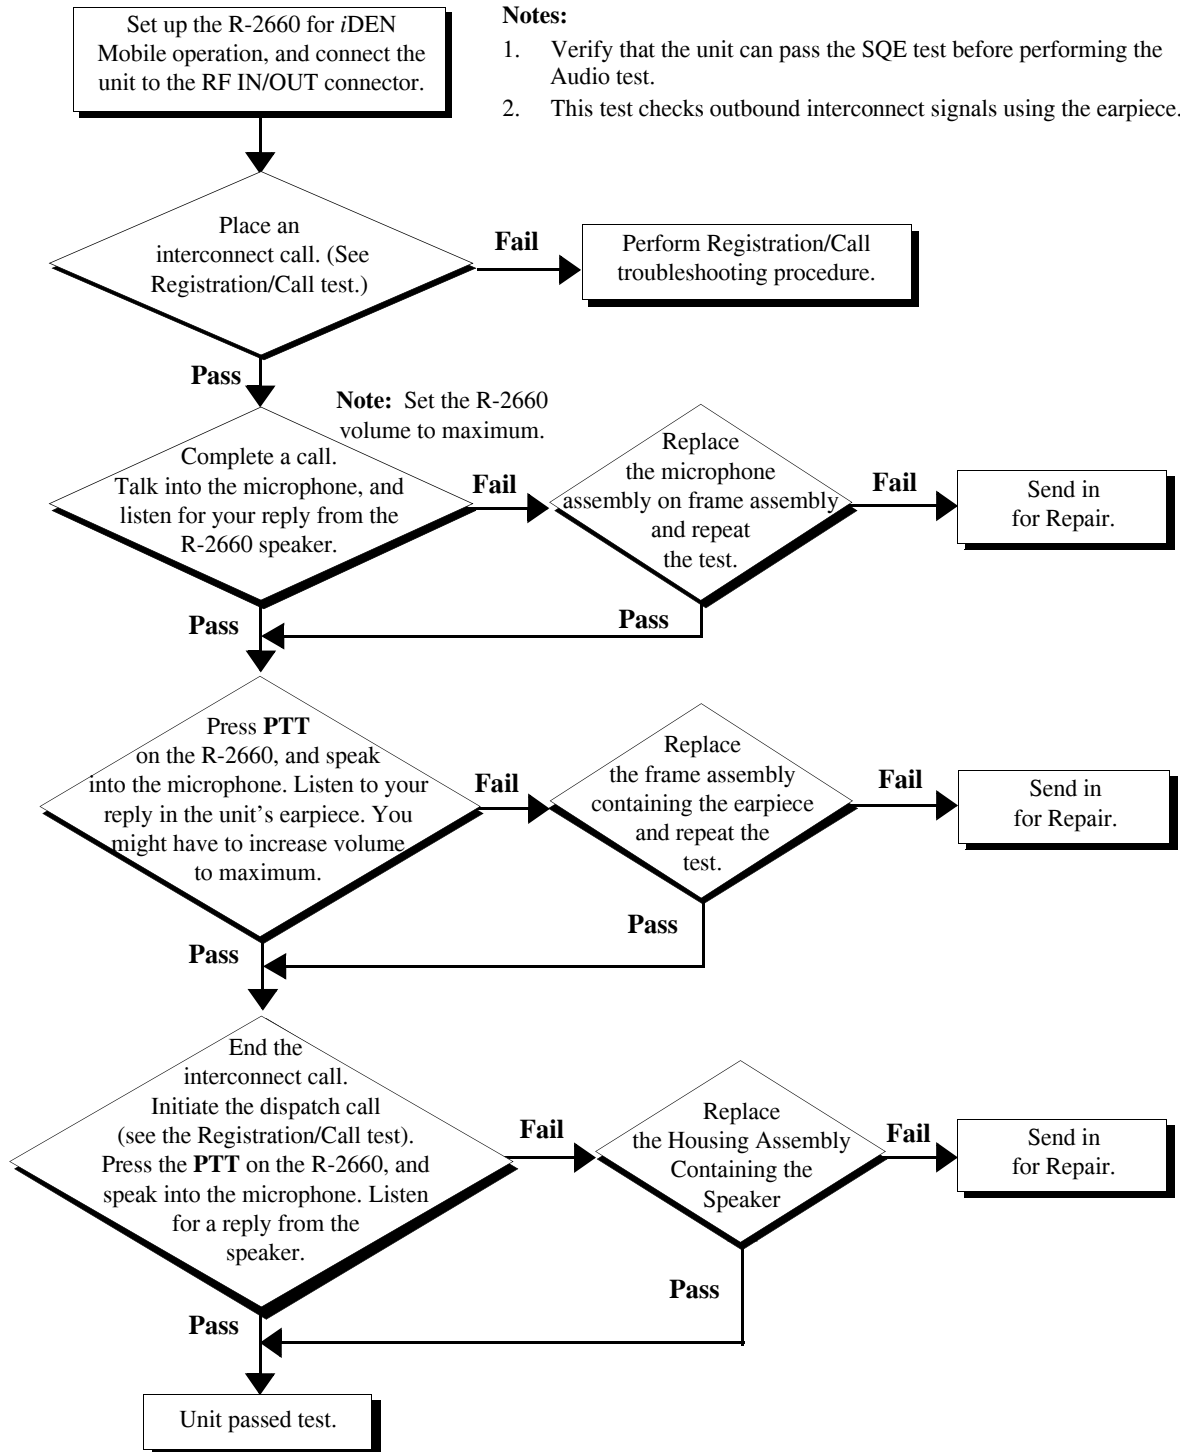 Set up the R-2660 for iDEN
Mobile operation, and connect the
unit to the RF IN/OUT connector.
Notes:
1. Verify that the unit can pass the SQE test before performing the
Audio test.
2. This test checks outbound interconnect signals using the earpiece.
Place an
interconnect call. (See
Registration/Call test.)
Fail
Perform Registration/Call
troubleshooting procedure.
Pass
Note: Set the R-2660
volume to maximum.
Complete a call.
Talk into the microphone, and
listen for your reply from the
R-2660 speaker.
Fail
Replace
the microphone
assembly on frame assembly
and repeat
the test.
Fail
Send in
for Repair.
Pass
Pass
Press PTT
on the R-2660, and speak
into the microphone. Listen to your
reply in the unit’s earpiece. You
might have to increase volume
to maximum.
Fail
Replace
the frame assembly
containing the earpiece
and repeat the
test.
Fail
Send in
for Repair.
Pass
Pass
End the
interconnect call.
Initiate the dispatch call
(see the Registration/Call test).
Press the PTT on the R-2660, and
speak into the microphone. Listen
for a reply from the
speaker.
Fail
Replace
the Housing Assembly
Containing the
Speaker
Fail
Send in
for Repair.
Pass
Pass
Unit passed test.